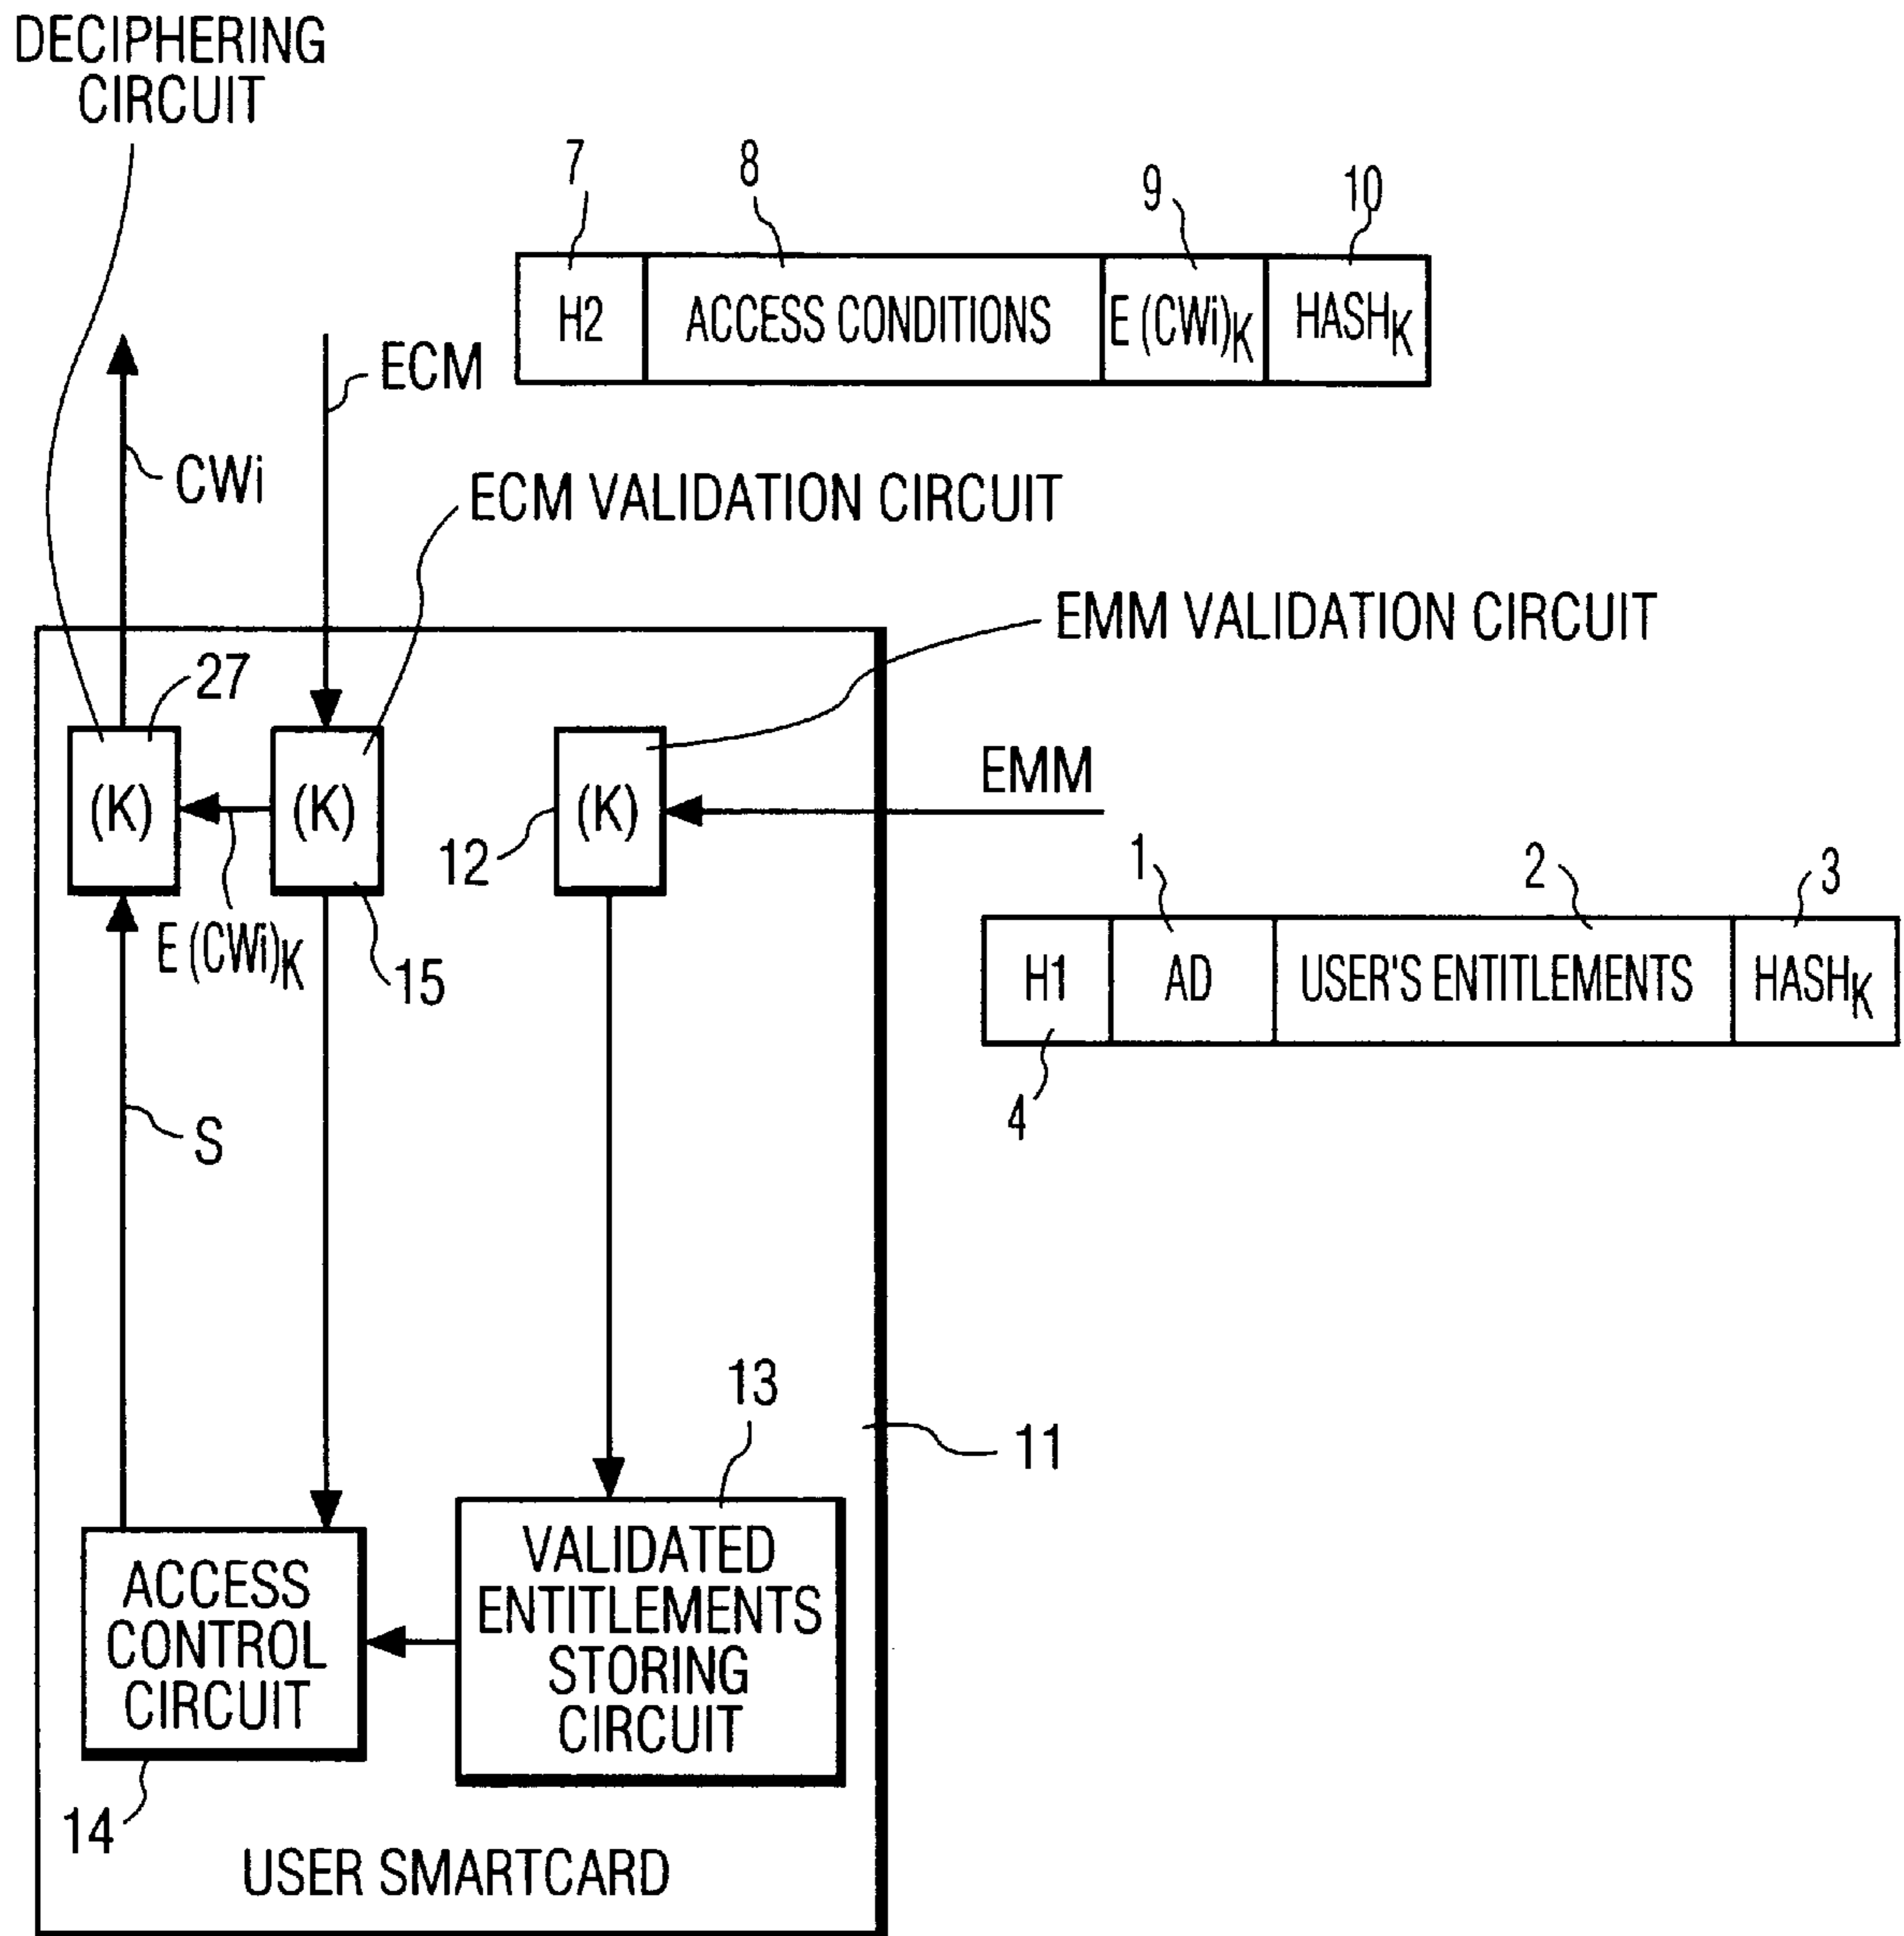 DECIPHERING
CIRCUIT
7
8
9
10
H2
ACCESS CONDITIONS
E (CWi)K
HASHK
ECM
CWi
ECM VALIDATION CIRCUIT
EMM VALIDATION CIRCUIT
27
(K)
(K)
(K)
EMM
12
E (CWi)K
15
1
2
3
H1
AD
USER'S ENTITLEMENTS
HASHK
4
S
13
11
ACCESS
CONTROL
CIRCUIT
VALIDATED
ENTITLEMENTS
STORING
CIRCUIT
14
USER SMARTCARD